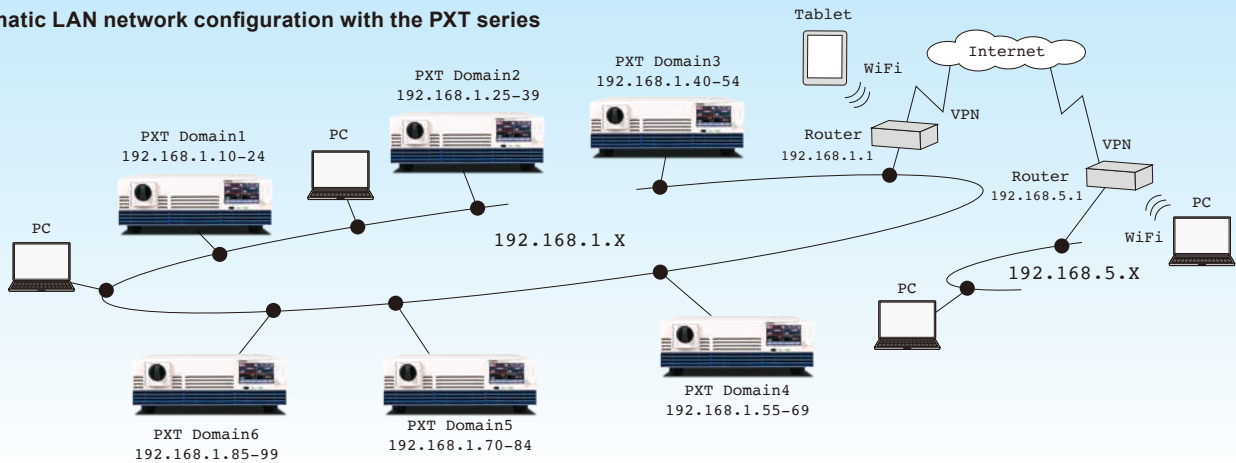 matic LAN network configuration with the PXT series
Tablet
WiFi
Internet
VPN
Router
192.168.1.1
VPN
Router
192.168.5.1
WiFi
PC
PXT Domain3
192.168.1.40-54
PXT Domain2
192.168.1.25-39
PC
PXT Domain1
192.168.1.10-24
PC
192.168.1.X
192.168.5.X
PC
PXT Domain4
192.168.1.55-69
PXT Domain5
192.168.1.70-84
PXT Domain6
192.168.1.85-99